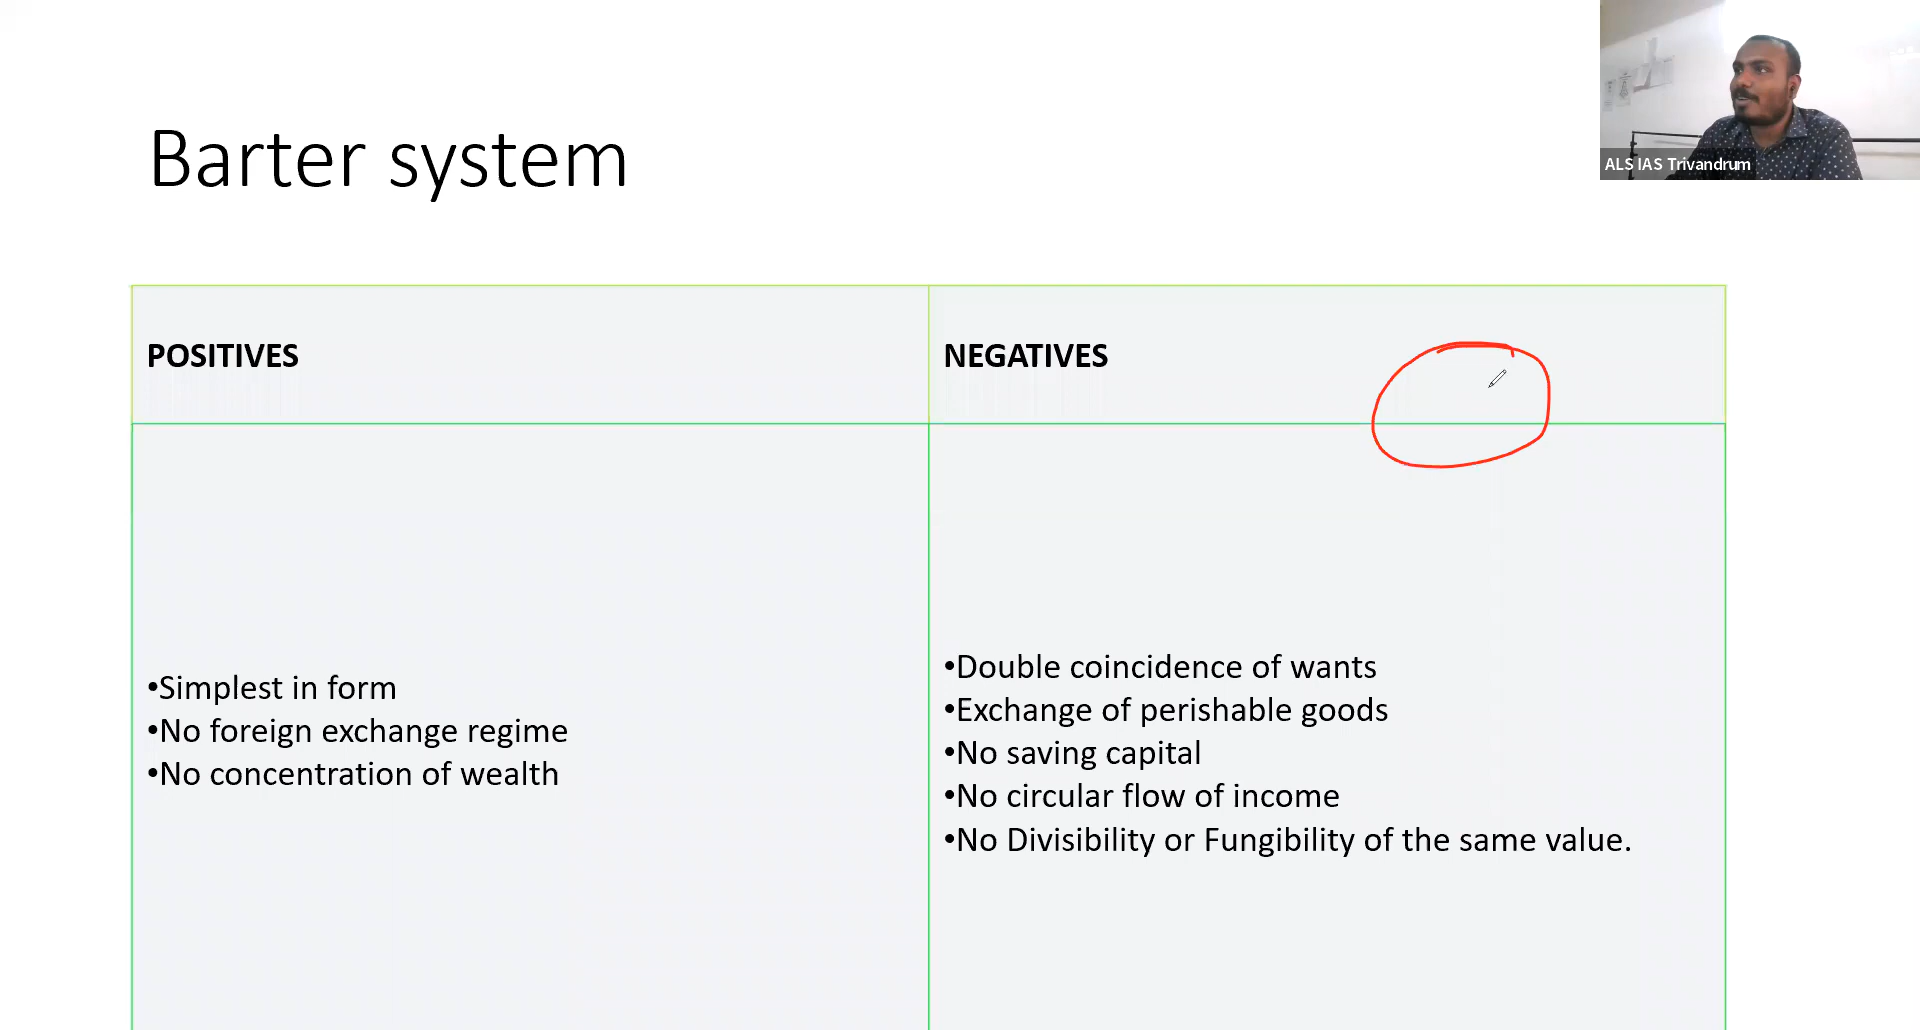 Barter system
ALS IAS Trivandrum
POSITIVES
NEGATIVES
•Simplest in form
•No foreign exchange regime
•No concentration of wealth
•Double coincidence of wants
•Exchange of perishable goods
•No saving capital
•No circular flow of income
•No Divisibility or Fungibility of the same value.